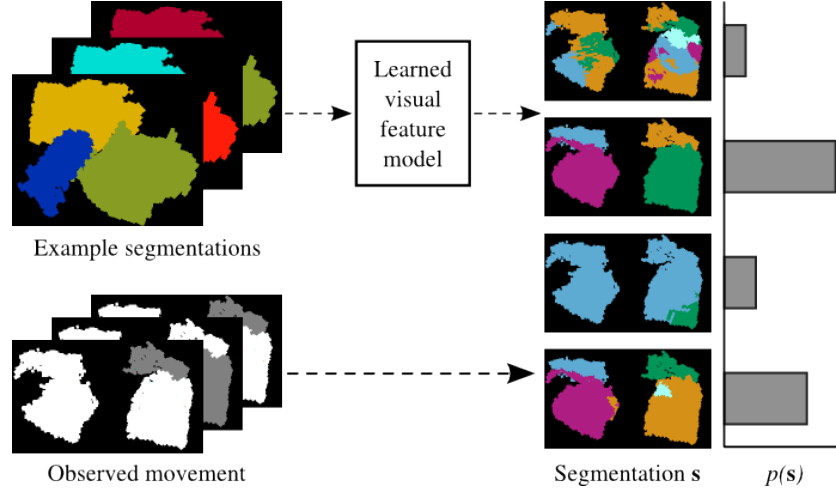 Learned
visual
feature
model
Example segmentations
Observed movement
Segmentation s
p(s)